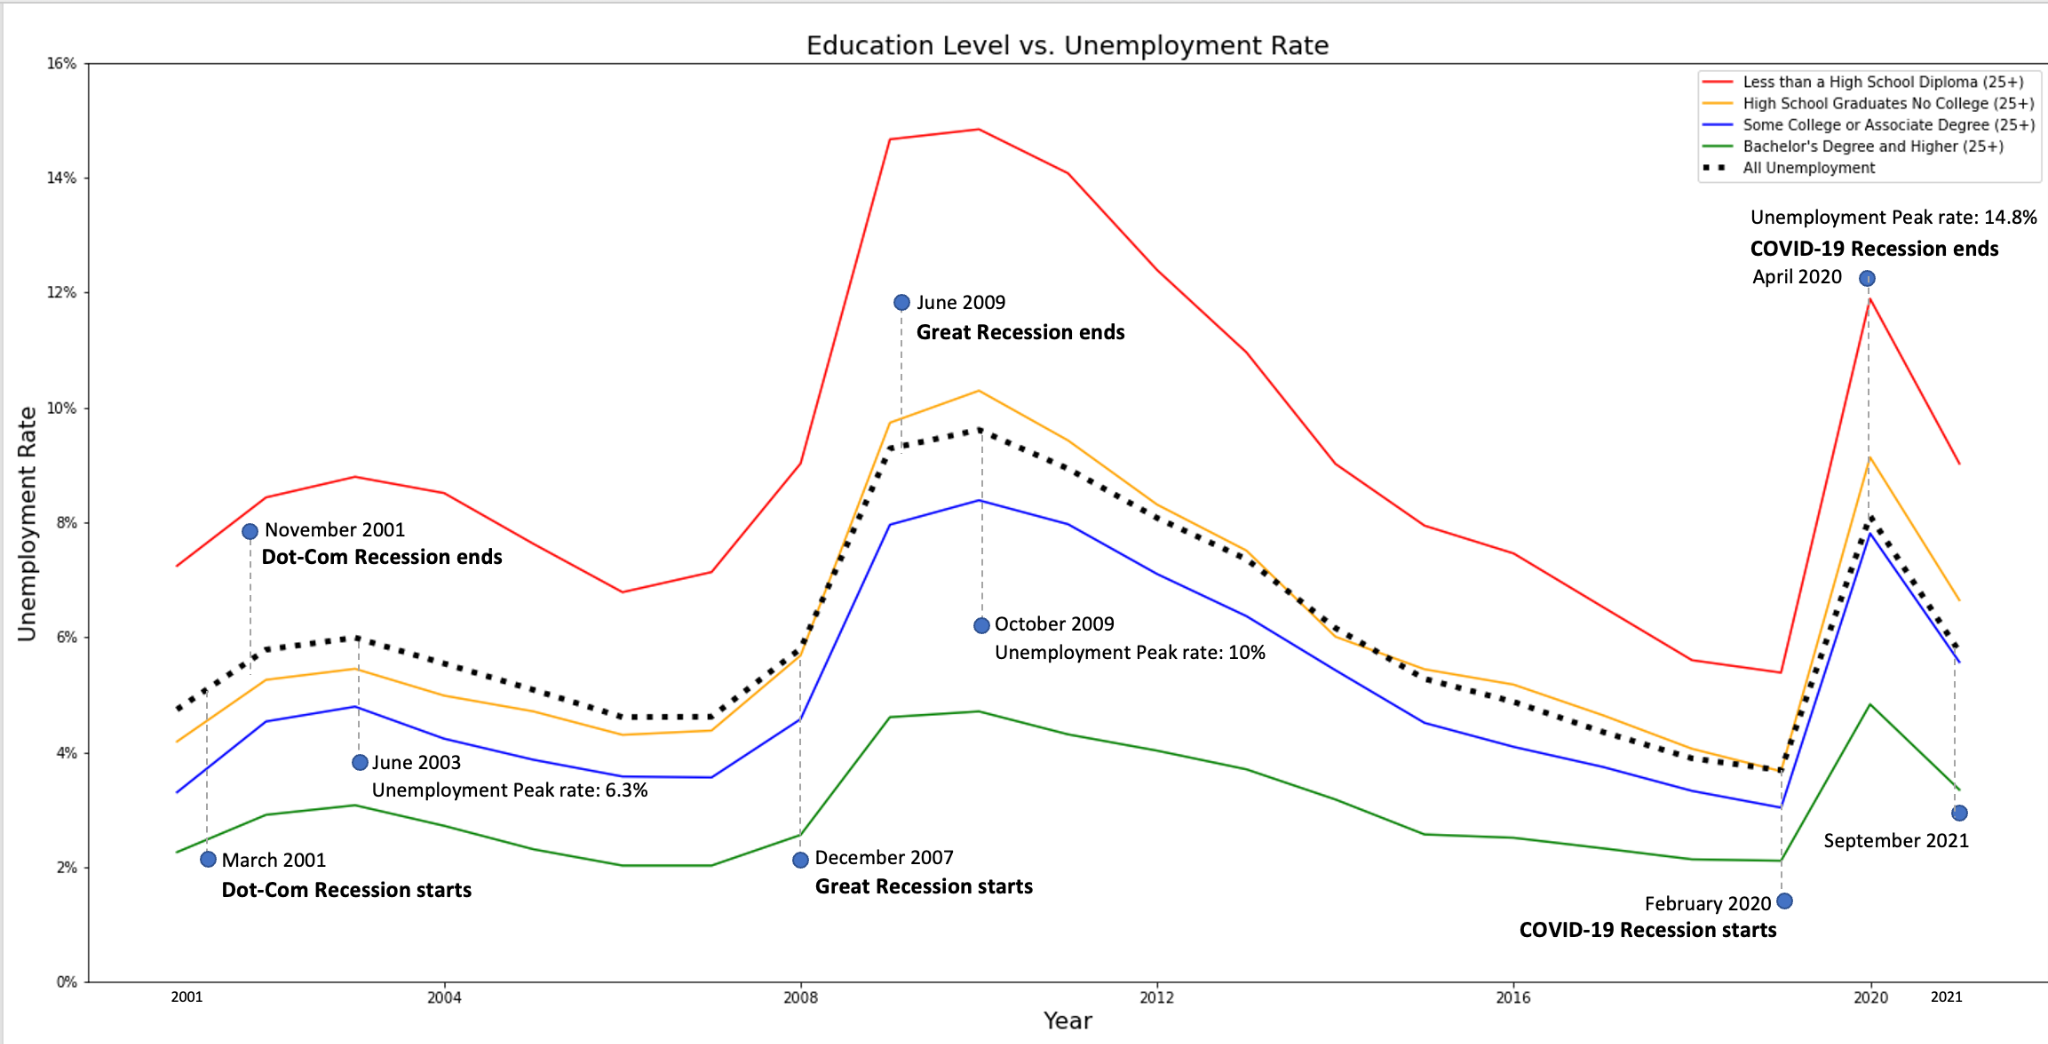 Education Level vs. Unemployment Rate
16%
14%
12%
10%
8%
6%
4%
2%
0%
Unemployment Rate
Less than a High School Diploma (25+)
High School Graduates No College (25+)
Some College or Associate Degree (25+)
Bachelor's Degree and Higher (25+)
All Unemployment
Unemployment Peak rate: 14.8%
COVID-19 Recession ends
April 2020
June 2009
Great Recession ends
November 2001
Dot-Com Recession ends
October 2009
Unemployment Peak rate: 10%
June 2003
Unemployment Peak rate: 6.3%
March 2001
Dot-Com Recession starts
December 2007
Great Recession starts
September 2021
February 2020
COVID-19 Recession starts
2001
2004
2008
2012
2016
2020
2021
Year